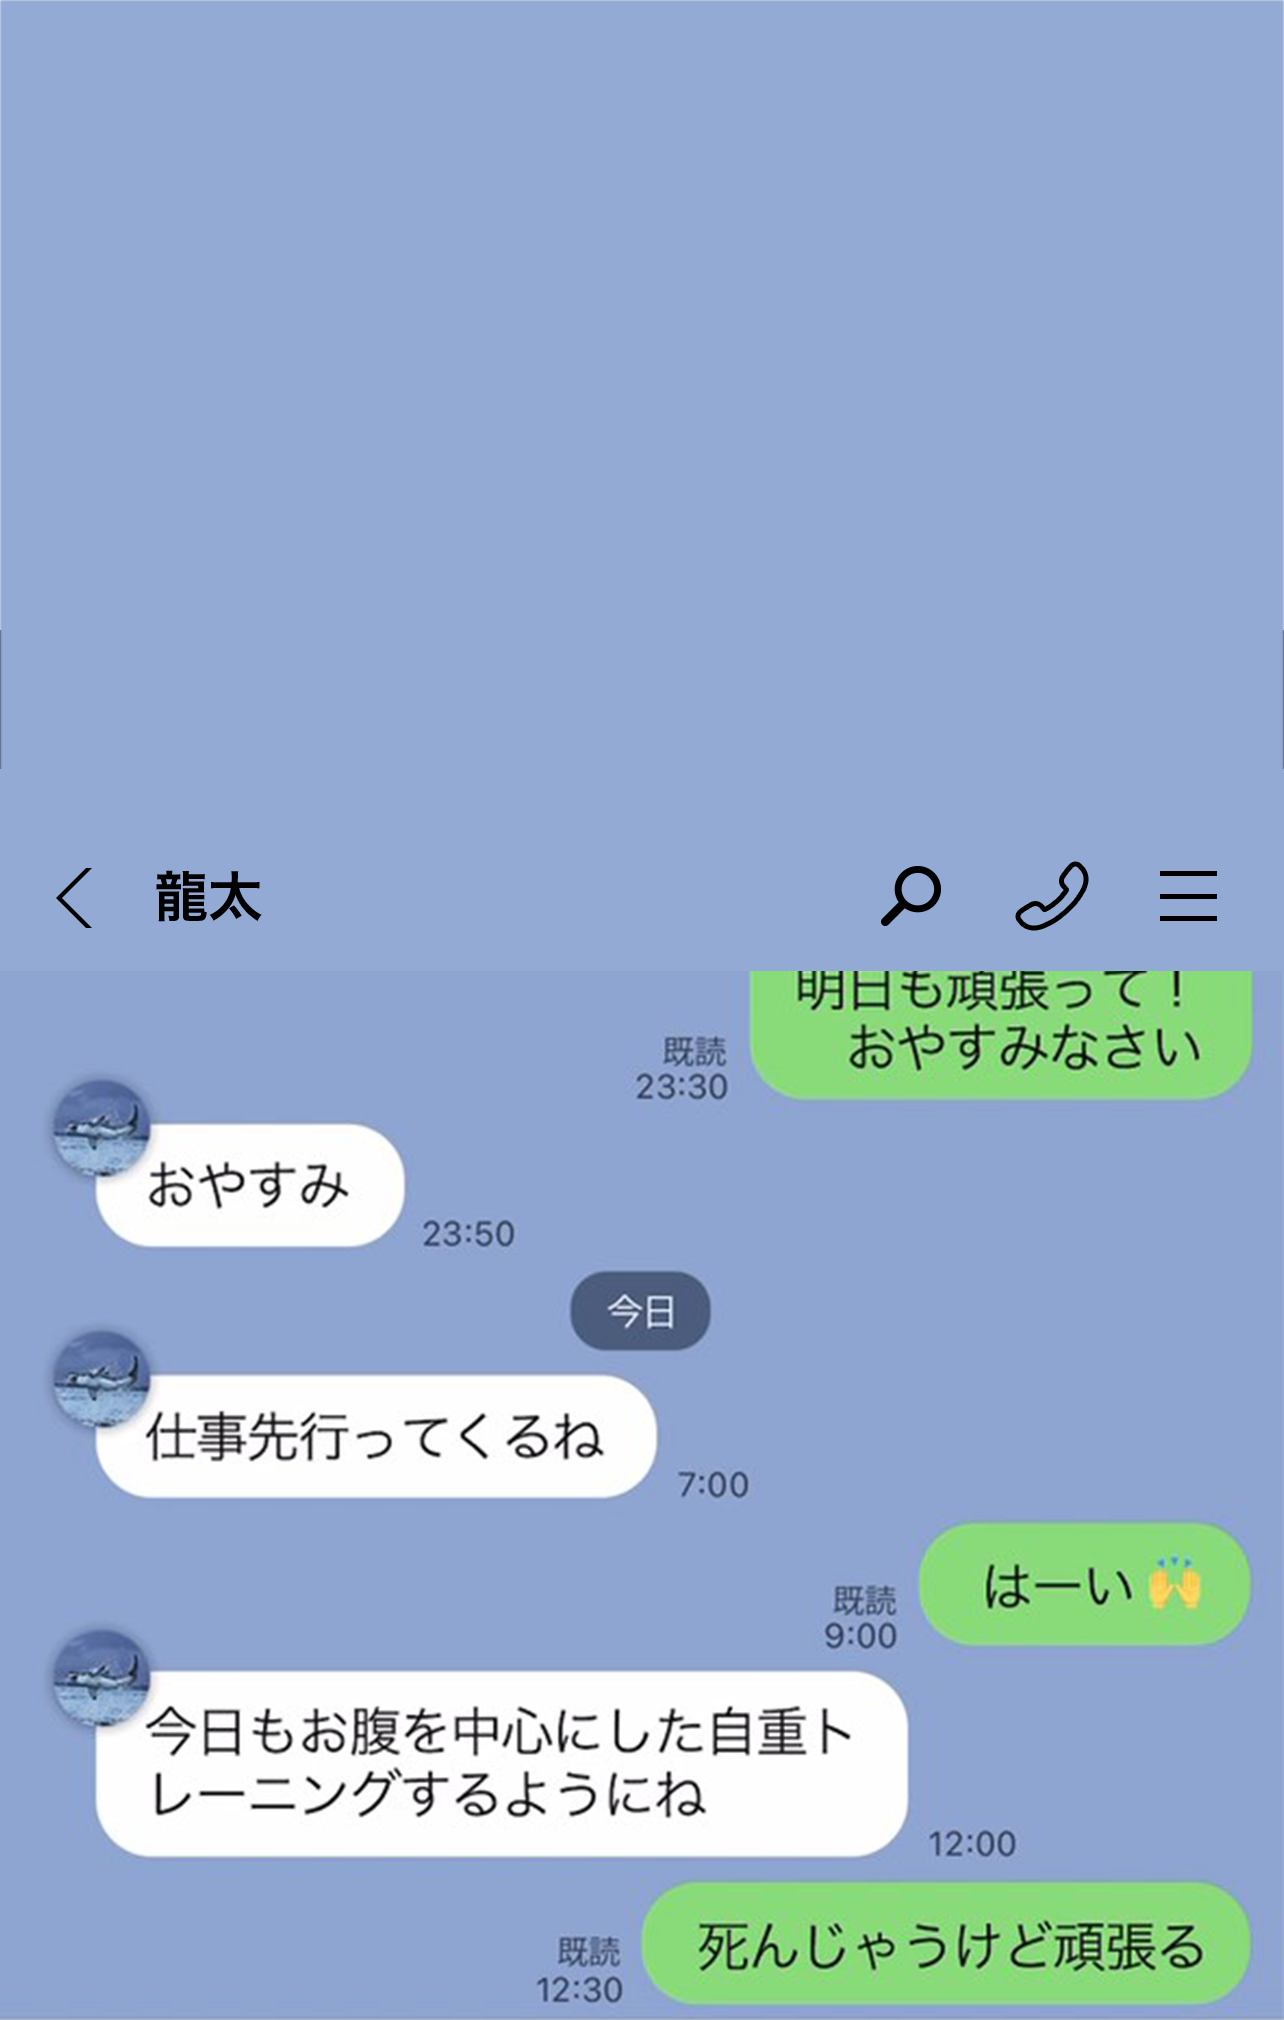 龍太
明日も頑張って！
おやすみなさい
既読
23:30
おやすみ
23:50
今日
仕事先行ってくるね
7:00
はーい🙌
既読
9:00
今日もお腹を中心にした自重ト
レーニングするようにね
12:00
死んじゃうけど頑張る
既読
12:30